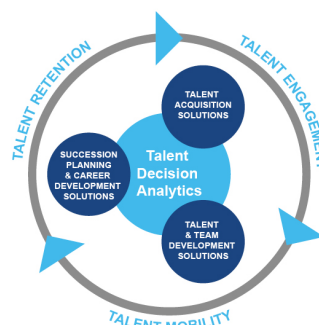 TALENT RETENTION
TALENT ENGAGEMENT
TALENT
ACQUISITION
SOLUTIONS
SUCCESSION
PLANNING
& CAREER
DEVELOPMENT
SOLUTIONS
Talent
Decision
Analytics
TALENT
& TEAM
DEVELOPMENT
SOLUTIONS
TALENT MOBILITY